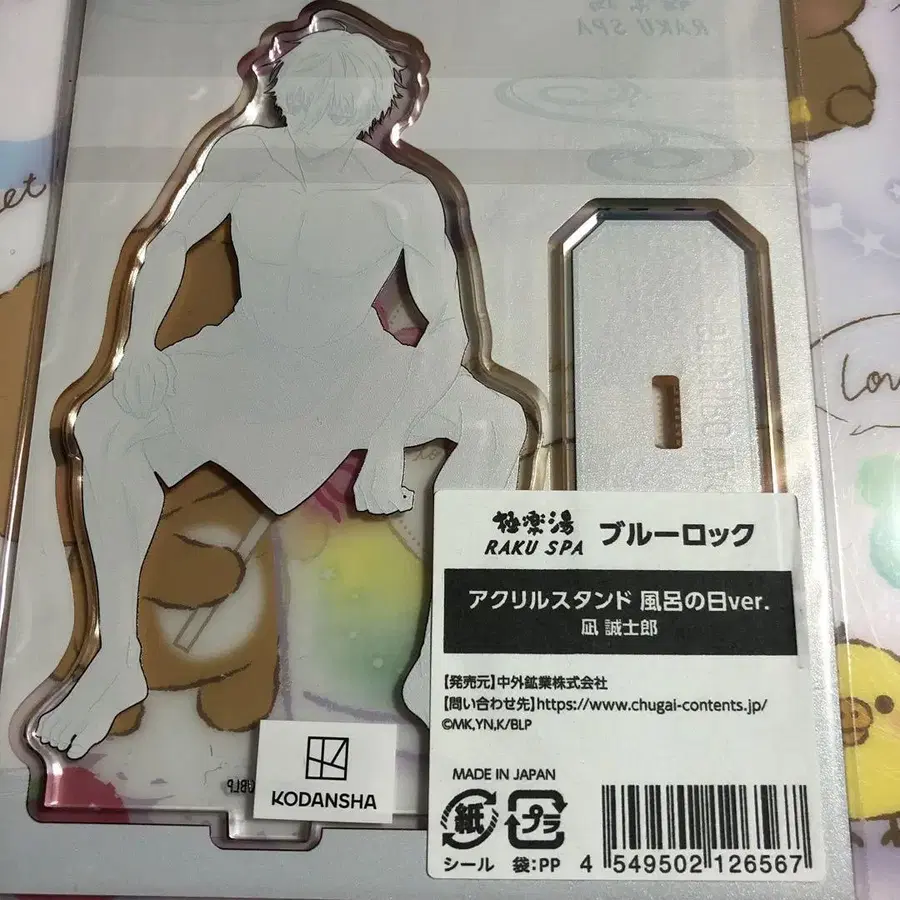 RAKU SPA
et
Lov
極楽湯
RAKU SPA
ブルーロック
アクリルスタンド 風呂の日ver.
凪 誠士郎
【発売元】中外鉱業株式会社
【問い合わせ先】https://www.chugai-contents.jp/
©MK,YN,K/BLP
KODANSHA
MADE IN JAPAN
紙
プラ
シール
袋:PP
4 549502 126567